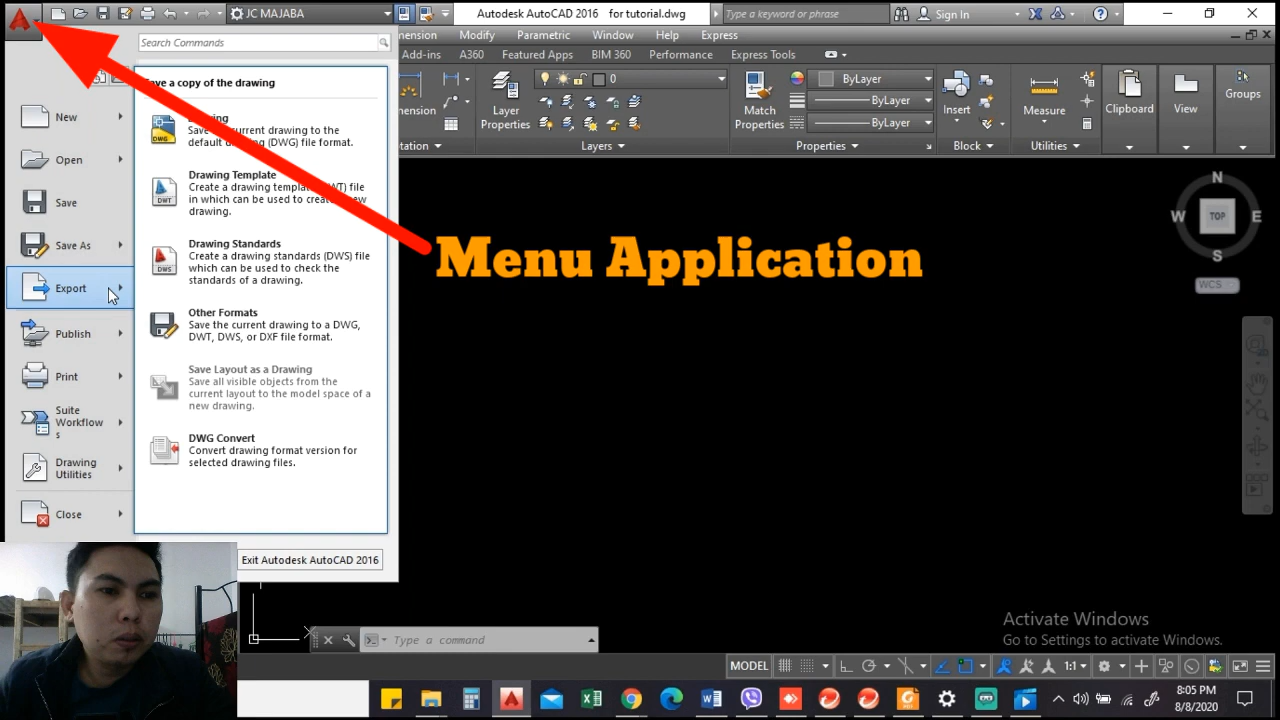 JC MAJABA
Autodesk AutoCAD 2016 for tutorial.dwg
Type a keyword or phrase
Sign In
Search Commands
mension Modify Parametric Window Help Express
Add-ins A360 Featured Apps BIM 360 Performance Express Tools
0
mension
Layer
Properties
Match
Properties
ByLayer
ByLayer
ByLayer
Insert
Measure
Clipboard
View
Groups
otation
Layers
Properties
Block
Utilities
ave a copy of the drawing
New
Open
Save
Save As
Export
Publish
Print
Suite
Workflow
s
Drawing
Utilities
Close
Drawing
Save current drawing to the
default (DWG) file format.
DWG
Drawing Template
Create a drawing template file
in which can be used to create new
drawing.
DWT
Drawing Standards
Create a drawing standards (DWS) file
which can be used to check the
standards of a drawing.
DWS
Other Formats
Save the current drawing to a DWG,
DWT, DWS, or DXF file format.
Save Layout as a Drawing
Save all visible objects from the
current layout to the model space of a
new drawing.
DWG Convert
Convert drawing format version for
selected drawing files.
Exit Autodesk AutoCAD 2016
Menu Application
N
W TOP E
S
WCS
Type a command
Activate Windows
Go to Settings to activate Windows.
MODEL
1:1
8:05 PM
8/8/2020